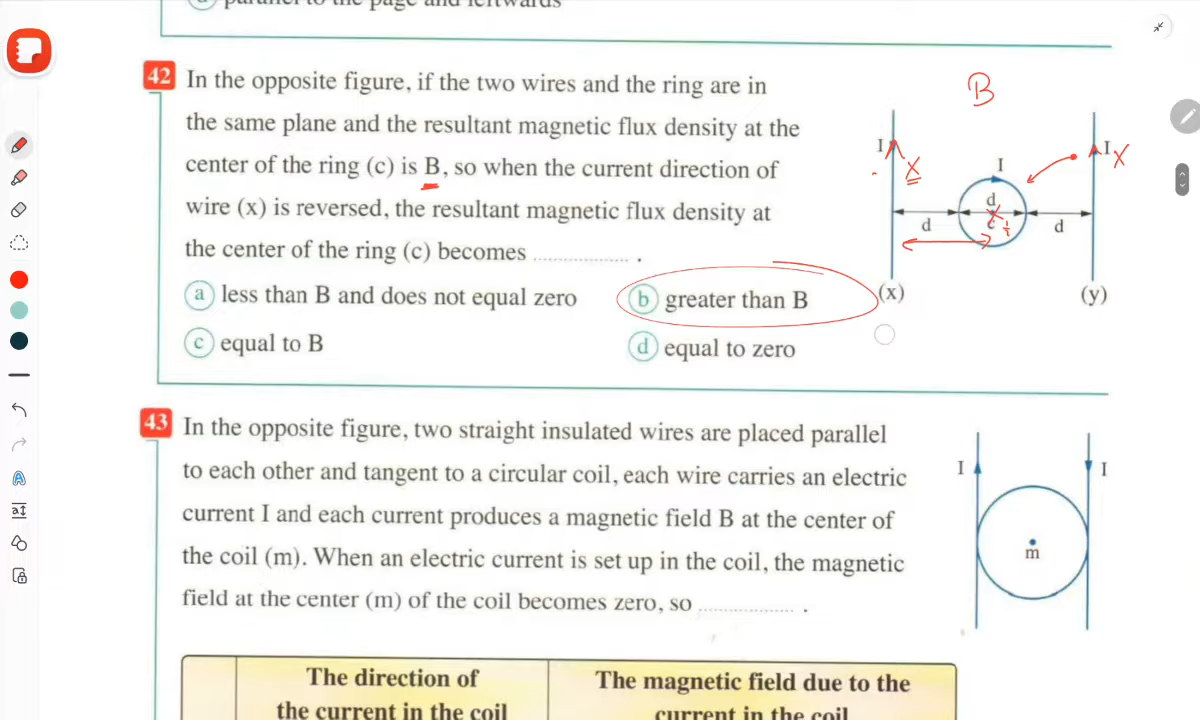 a parallel to the page and leftwards
42 In the opposite figure, if the two wires and the ring are in
the same plane and the resultant magnetic flux density at the
center of the ring (c) is B, so when the current direction of
wire (x) is reversed, the resultant magnetic flux density at
the center of the ring (c) becomes ................ .
a less than B and does not equal zero
b greater than B
c equal to B
d equal to zero
B
I
X
I
d
d
c
d
I
X
(x)
(y)
43 In the opposite figure, two straight insulated wires are placed parallel
to each other and tangent to a circular coil, each wire carries an electric
current I and each current produces a magnetic field B at the center of
the coil (m). When an electric current is set up in the coil, the magnetic
field at the center (m) of the coil becomes zero, so ................ .
I
I
m
The direction of
the current in the coil
The magnetic field due to the
current in the coil